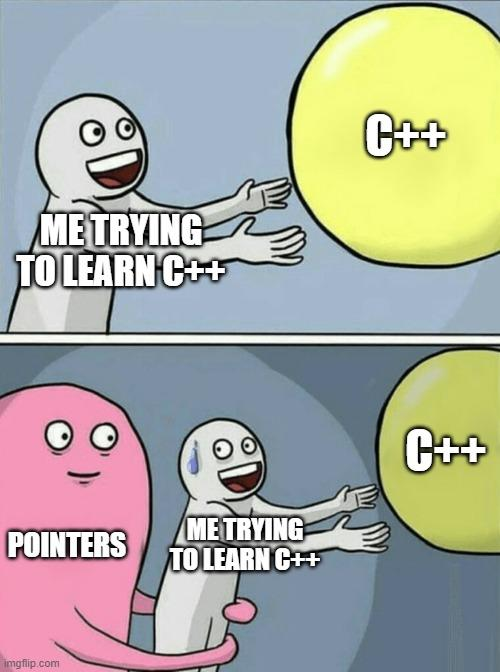 C++
ME TRYING
TO LEARN C++
C++
POINTERS
ME TRYING
TO LEARN C++
imgflip.com